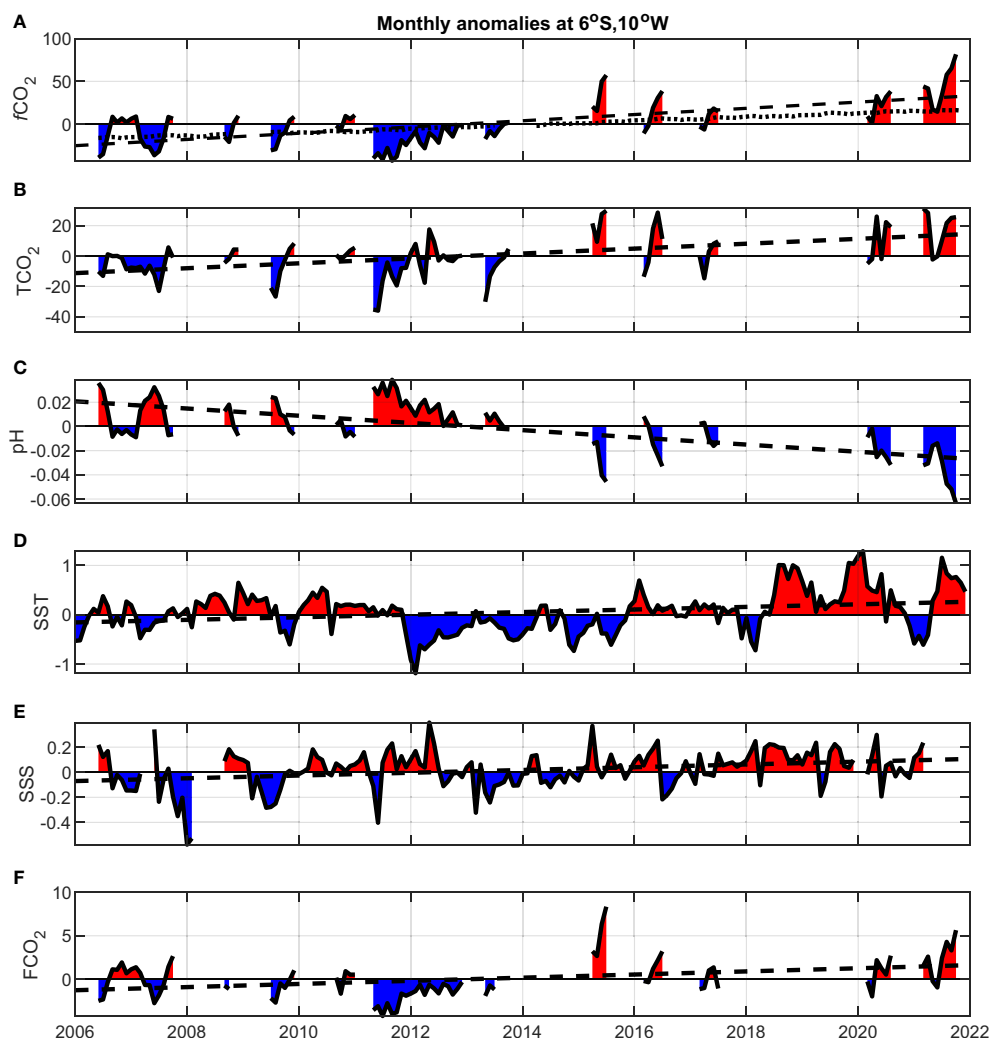 A
Monthly anomalies at 6°S,10°W
100
50
0
fCO₂
B
20
0
-20
-40
TCO₂
C
0.02
0
-0.02
-0.04
-0.06
pH
D
1
0
-1
SST
E
0.2
0
-0.2
-0.4
SSS
F
10
5
0
FCO₂
2006 2008 2010 2012 2014 2016 2018 2020 2022